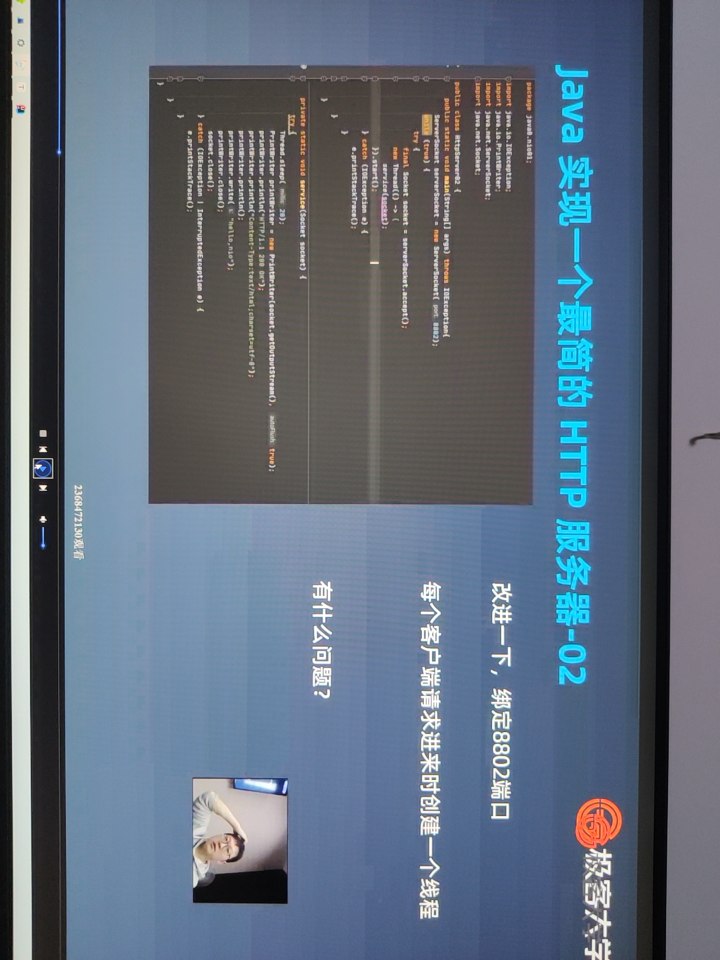 极客大学
Java 实现一个最简的 HTTP 服务器-02
package java0.nio01;
import java.io.IOException;
import java.io.PrintWriter;
import java.net.ServerSocket;
import java.net.Socket;
public class HttpServer02 {
public static void main(String[] args) throws IOException{
ServerSocket serverSocket = new ServerSocket( port: 8802);
while (true) {
try {
final Socket socket = serverSocket.accept();
new Thread(() -> {
service(socket);
}).start();
} catch (IOException e) {
e.printStackTrace();
}
}
}
private static void service(Socket socket) {
try {
Thread.sleep( millis: 20);
PrintWriter printWriter = new PrintWriter(socket.getOutputStream(), autoFlush: true);
printWriter.println("HTTP/1.1 200 OK");
printWriter.println("Content-Type:text/html;charset=utf-8");
printWriter.println();
printWriter.write( s: "hello,nio");
printWriter.close();
socket.close();
} catch (IOException | InterruptedException e) {
e.printStackTrace();
}
}
}
改进一下，绑定8802端口
每个客户端请求进来时创建一个线程
有什么问题？
2368472130观看